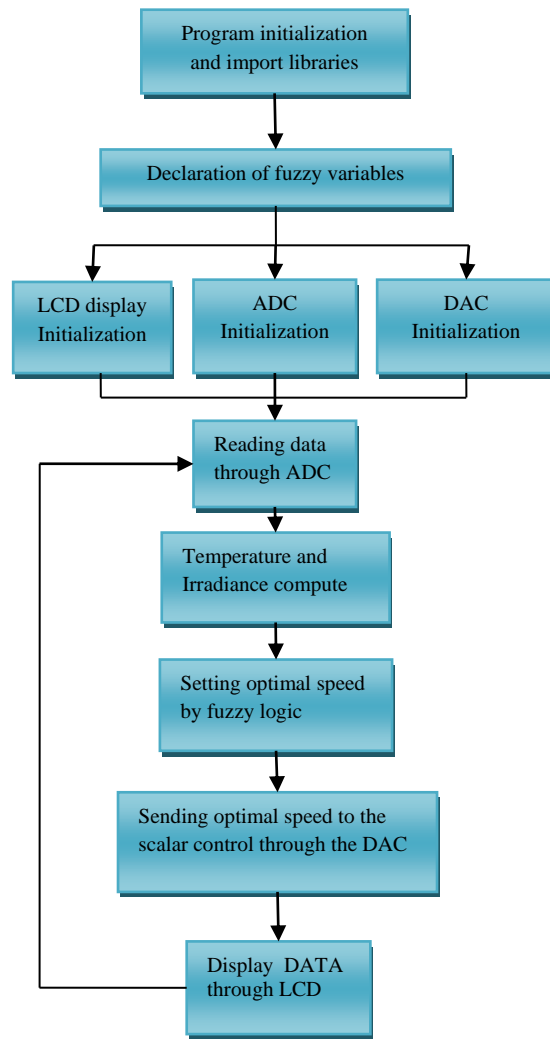 Program initialization
and import libraries
Declaration of fuzzy variables
LCD display
Initialization
ADC
Initialization
DAC
Initialization
Reading data
through ADC
Temperature and
Irradiance compute
Setting optimal speed
by fuzzy logic
Sending optimal speed to the
scalar control through the DAC
Display DATA
through LCD